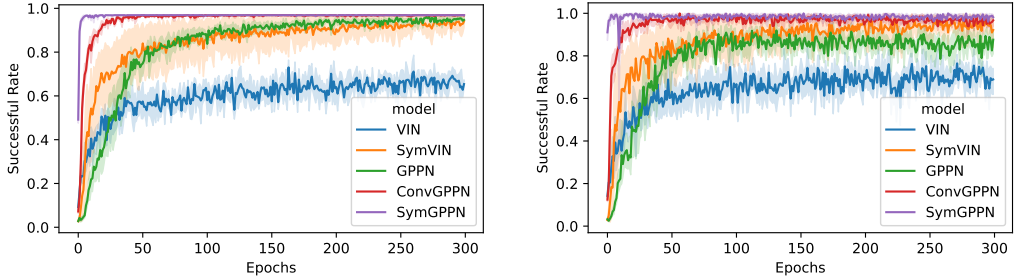 1.0
0.8
0.6
0.4
0.2
0.0
Successful Rate
0 50 100 150 200 250 300
Epochs
model
VIN
SymVIN
GPPN
ConvGPPN
SymGPPN
1.0
0.8
0.6
0.4
0.2
0.0
Successful Rate
0 50 100 150 200 250 300
Epochs
model
VIN
SymVIN
GPPN
ConvGPPN
SymGPPN